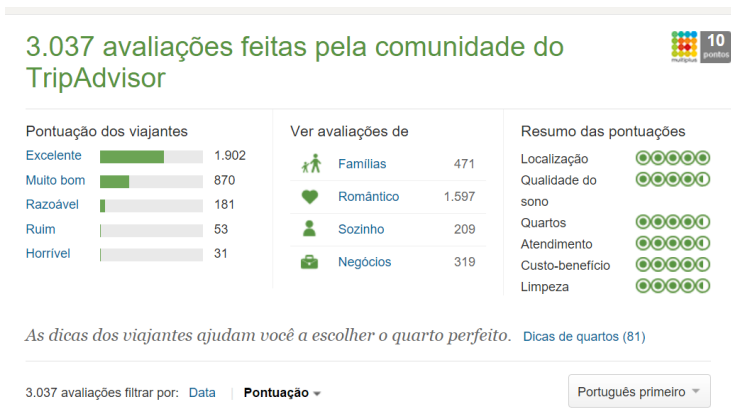 3.037 avaliações feitas pela comunidade do
TripAdvisor
multiplus
10
pontos
Pontuação dos viajantes
Excelente 1.902
Muito bom 870
Razoável 181
Ruim 53
Horrível 31
Ver avaliações de
Famílias 471
Romântico 1.597
Sozinho 209
Negócios 319
Resumo das pontuações
Localização
Qualidade do
sono
Quartos
Atendimento
Custo-benefício
Limpeza
As dicas dos viajantes ajudam você a escolher o quarto perfeito. Dicas de quartos (81)
3.037 avaliações filtrar por: Data Pontuação
Português primeiro